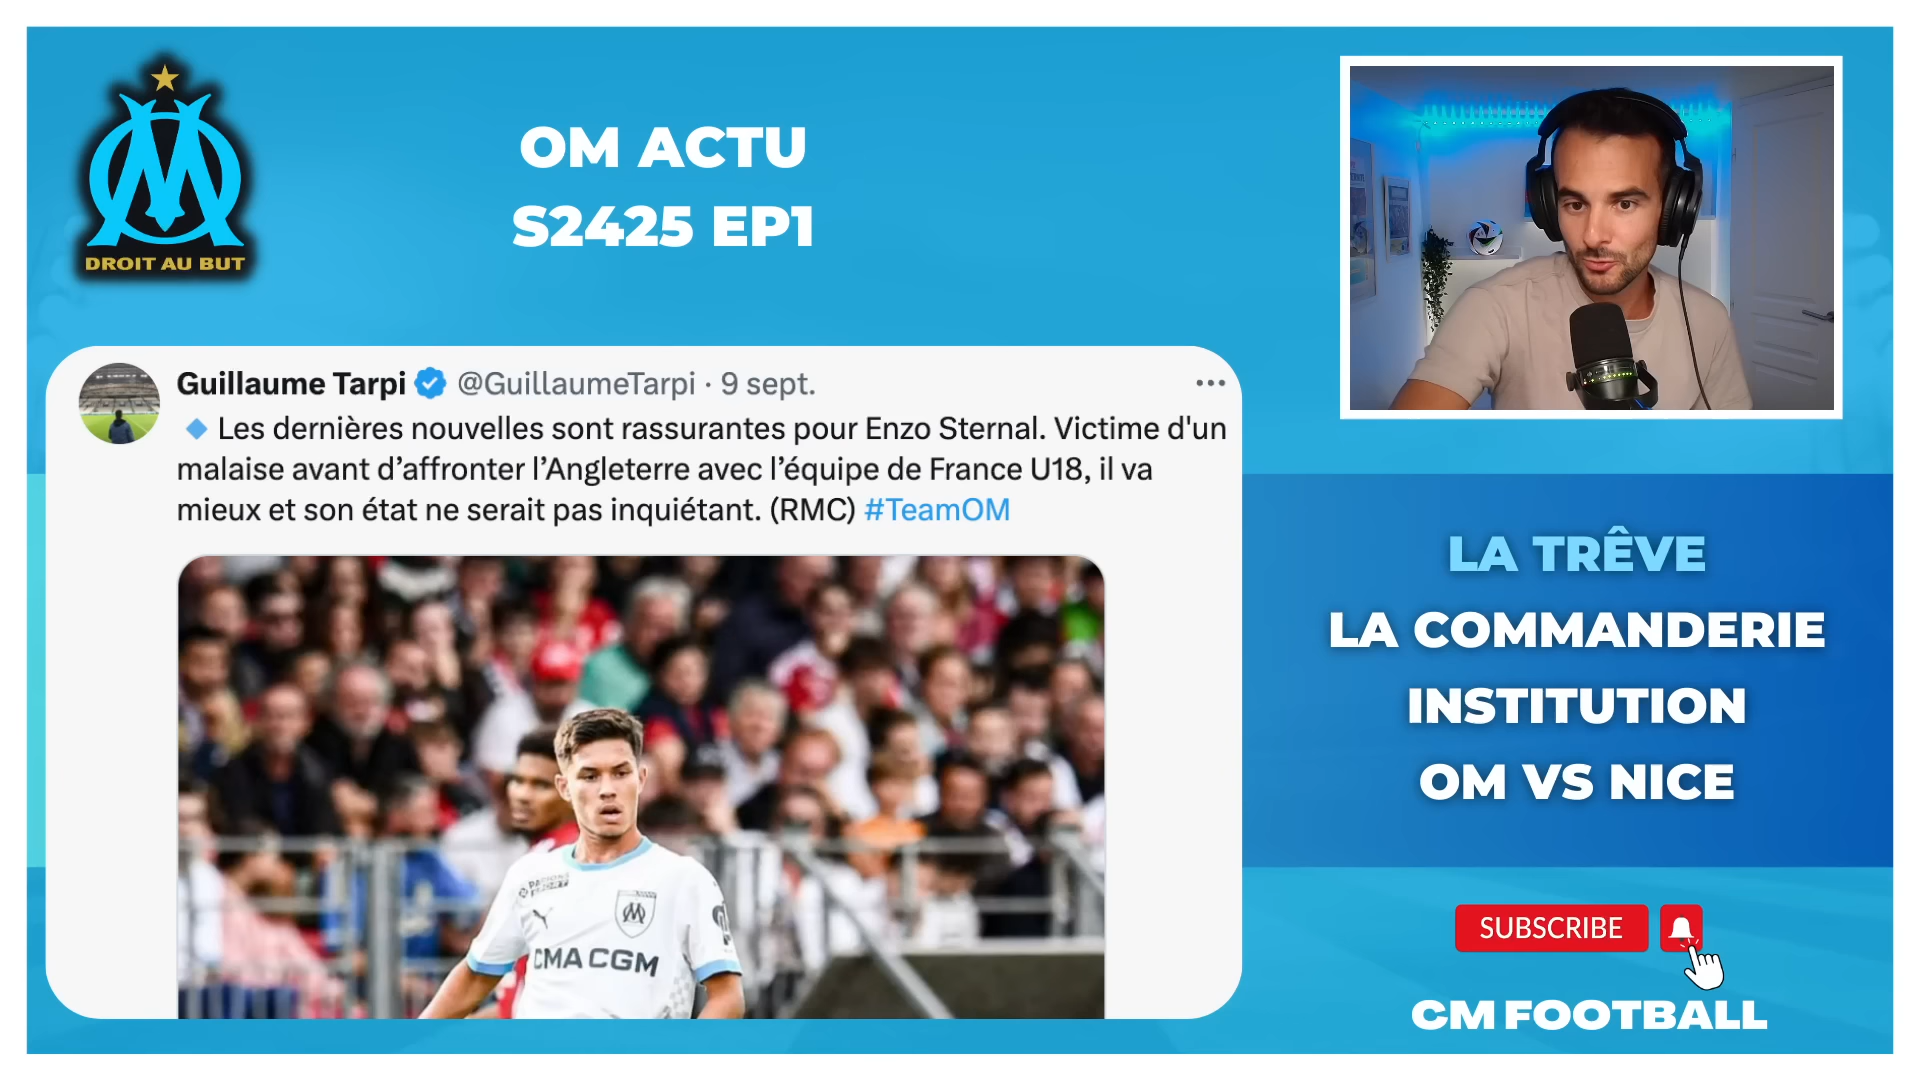 DROIT AU BUT
OM ACTU
S2425 EP1
Guillaume Tarpi @GuillaumeTarpi · 9 sept.
🔹 Les dernières nouvelles sont rassurantes pour Enzo Sternal. Victime d'un
malaise avant d’affronter l’Angleterre avec l’équipe de France U18, il va
mieux et son état ne serait pas inquiétant. (RMC) #TeamOM
CMA CGM
LA TRÊVE
LA COMMANDERIE
INSTITUTION
OM VS NICE
SUBSCRIBE
CM FOOTBALL